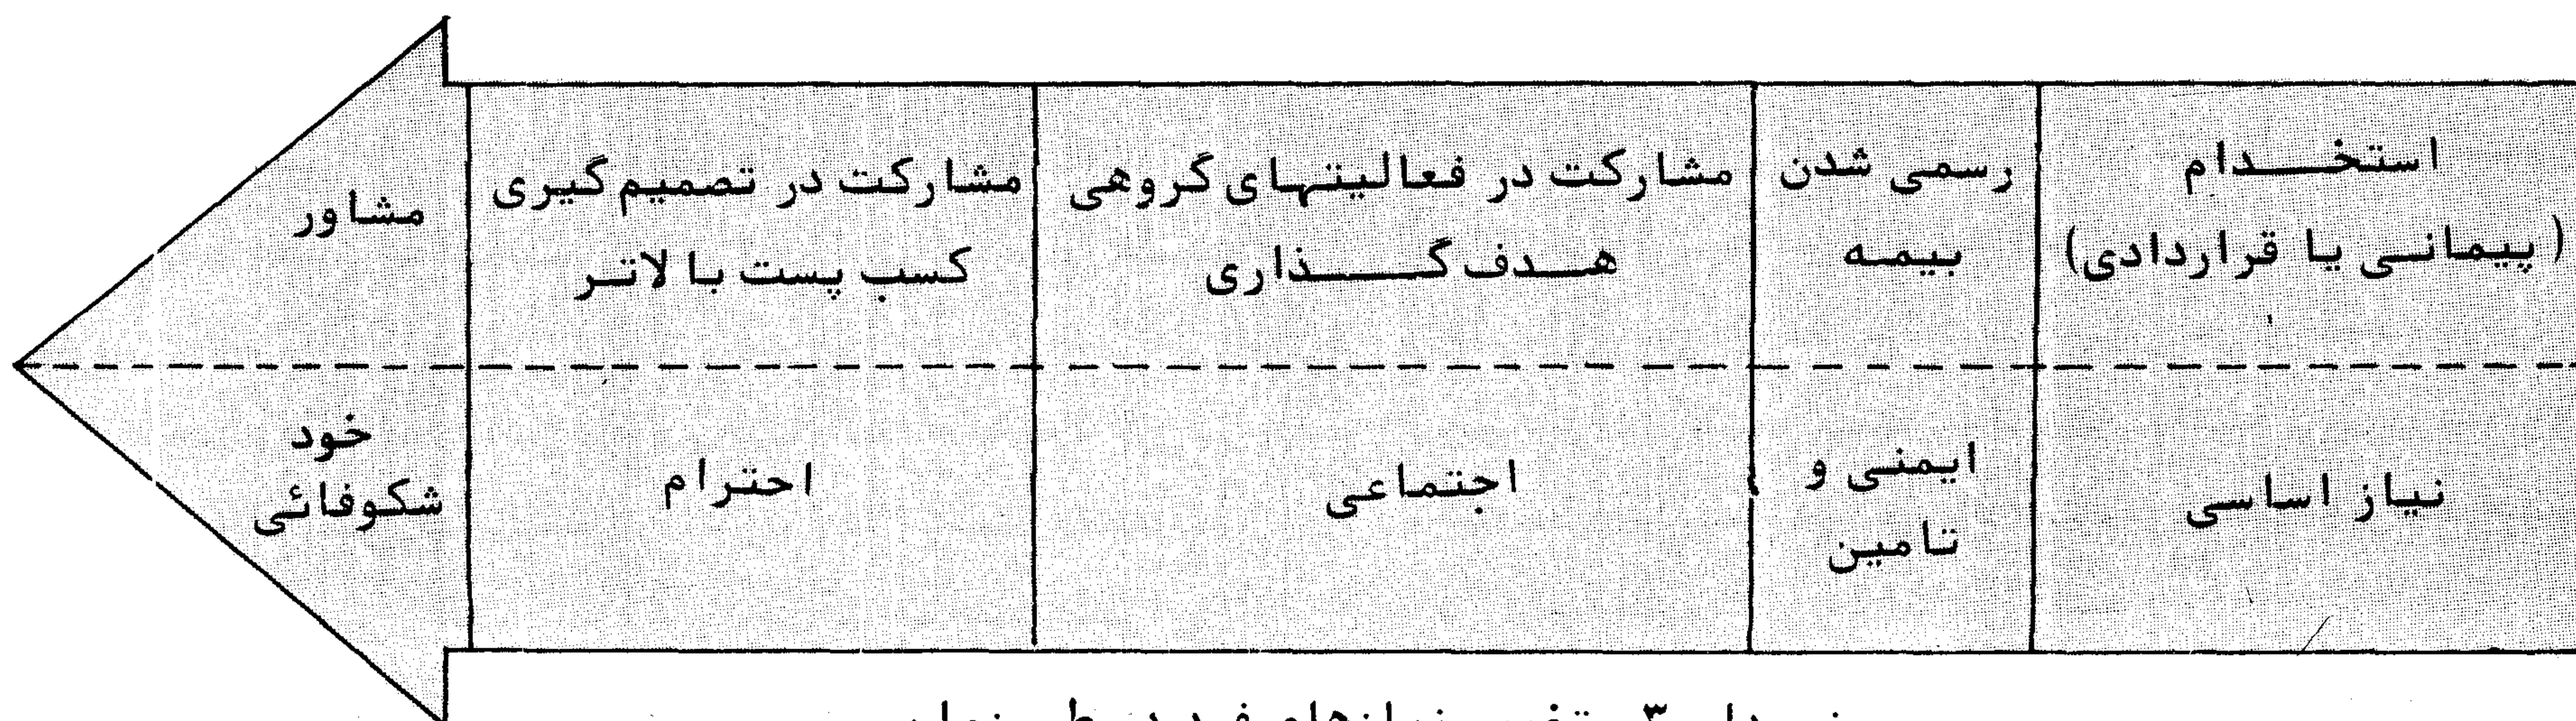 استخدام
(پیمانی یا قراردادی)
رسمی شدن
بیمه
مشارکت در فعالیتهای گروهی
هدف گذاری
مشارکت در تصمیم گیری
کسب پست بالاتر
مشاور
نیاز اساسی
ایمنی و
تامین
اجتماعی
احترام
خود
شکوفائی